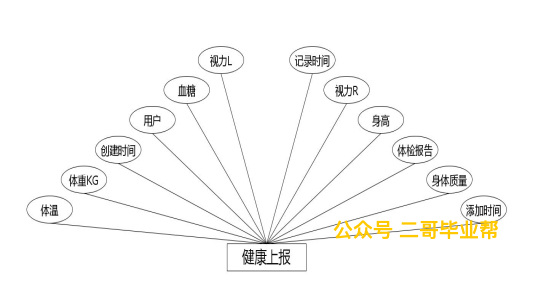 视力L
记录时间
血糖
视力R
用户
身高
创建时间
体检报告
体重KG
身体质量
体温
添加时间
公众号 二哥毕业帮
健康上报